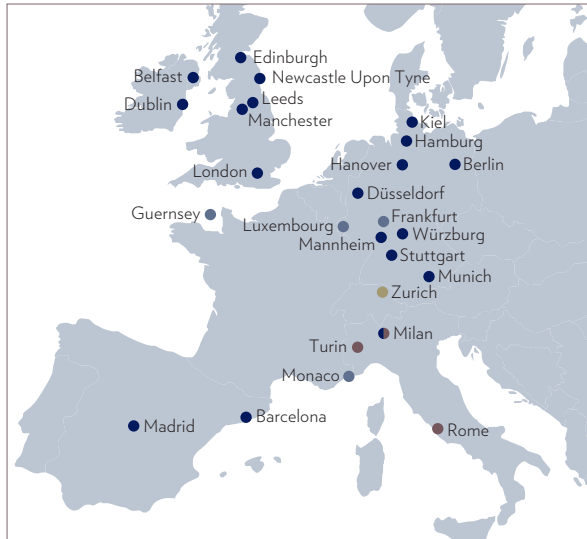 Edinburgh
Belfast
Newcastle Upon Tyne
Dublin
Leeds
Manchester
Kiel
Hamburg
London
Hanover
Berlin
Düsseldorf
Guernsey
Luxembourg
Frankfurt
Mannheim
Würzburg
Stuttgart
Munich
Zurich
Turin
Milan
Monaco
Madrid
Barcelona
Rome